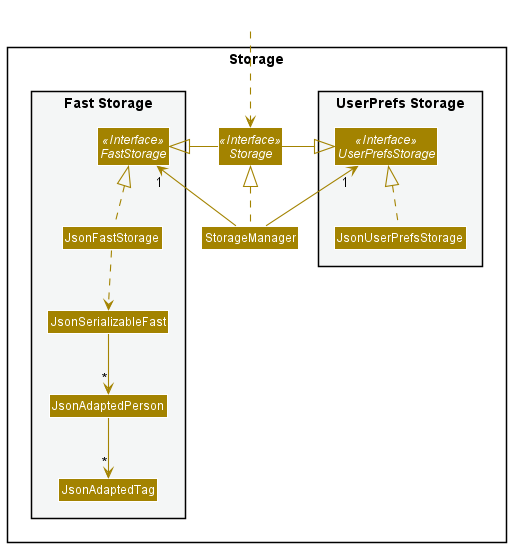 Storage
Fast Storage
UserPrefs Storage
«Interface»
FastStorage
«Interface»
Storage
«Interface»
UserPrefsStorage
1
1
JsonFastStorage
StorageManager
JsonUserPrefsStorage
JsonSerializableFast
*
JsonAdaptedPerson
*
JsonAdaptedTag